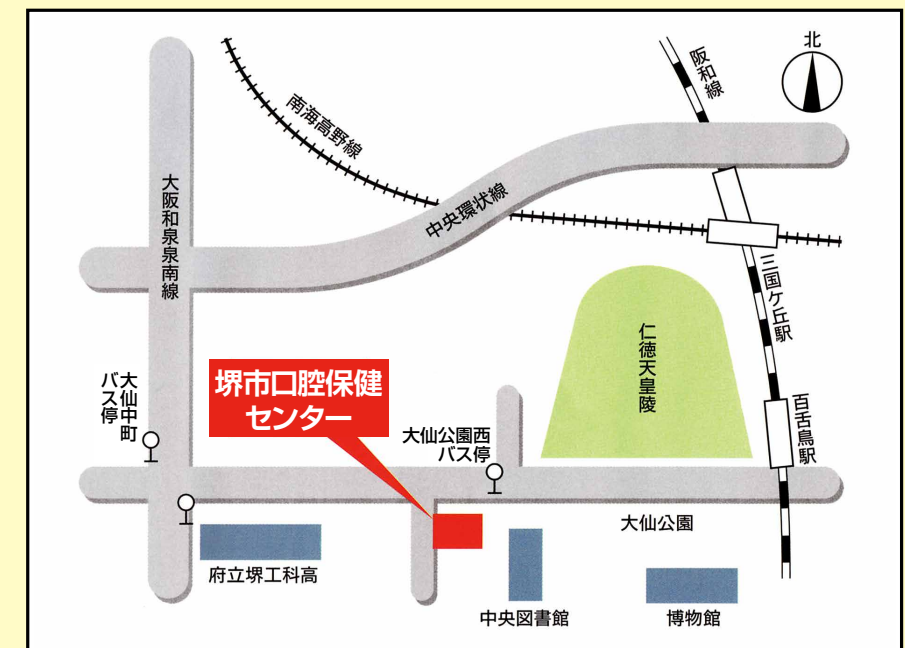 北
阪和線
南海高野線
中央環状線
大阪和泉泉南線
三国ケ丘駅
仁徳天皇陵
堺市口腔保健
センター
大仙中町
バス停
大仙公園西
バス停
百舌鳥駅
大仙公園
府立堺工科高
中央図書館
博物館